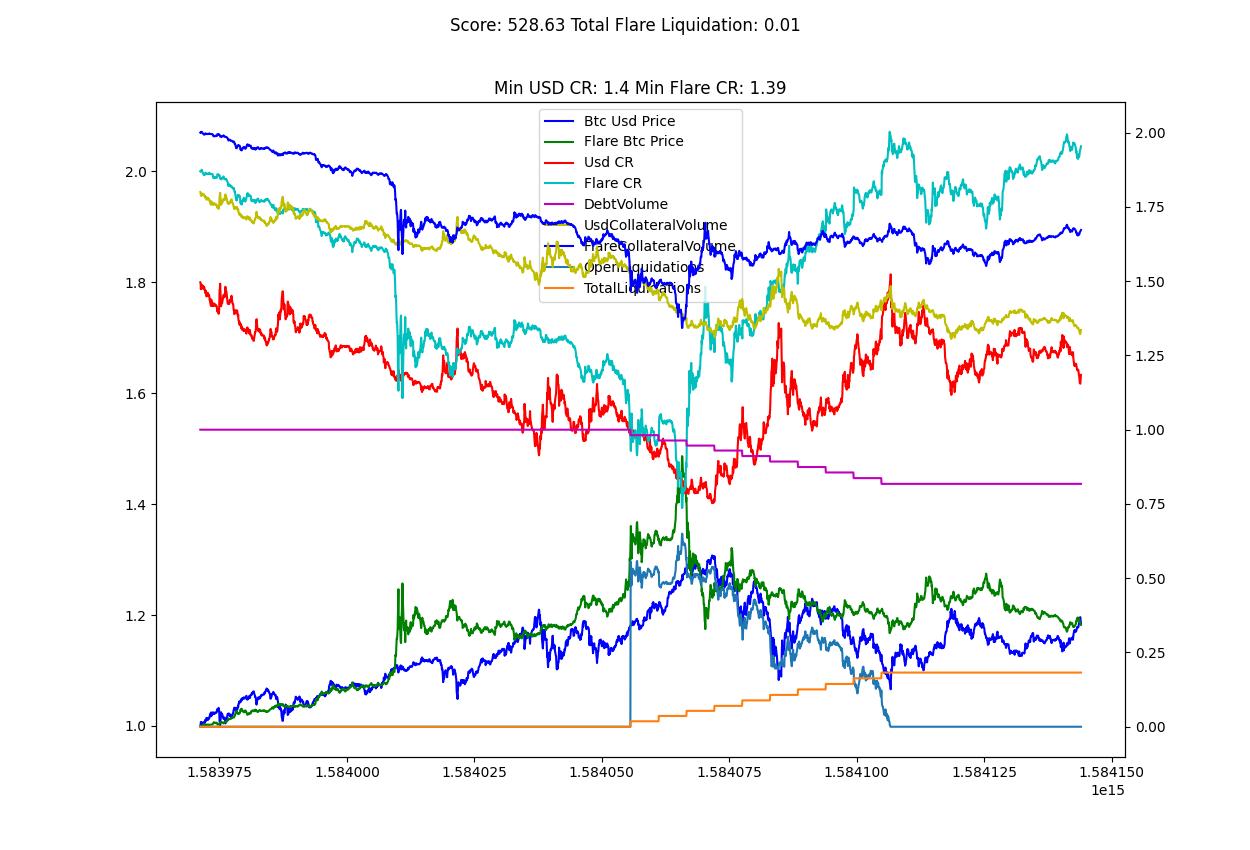 Score: 528.63 Total Flare Liquidation: 0.01
Min USD CR: 1.4 Min Flare CR: 1.39
Btc Usd Price
Flare Btc Price
Usd CR
Flare CR
DebtVolume
UsdCollateralVolume
FlareCollateralVolume
OpenLiquidations
TotalLiquidations
2.0
1.8
1.6
1.4
1.2
1.0
2.00
1.75
1.50
1.25
1.00
0.75
0.50
0.25
0.00
1.583975
1.584000
1.584025
1.584050
1.584075
1.584100
1.584125
1.584150
1e15